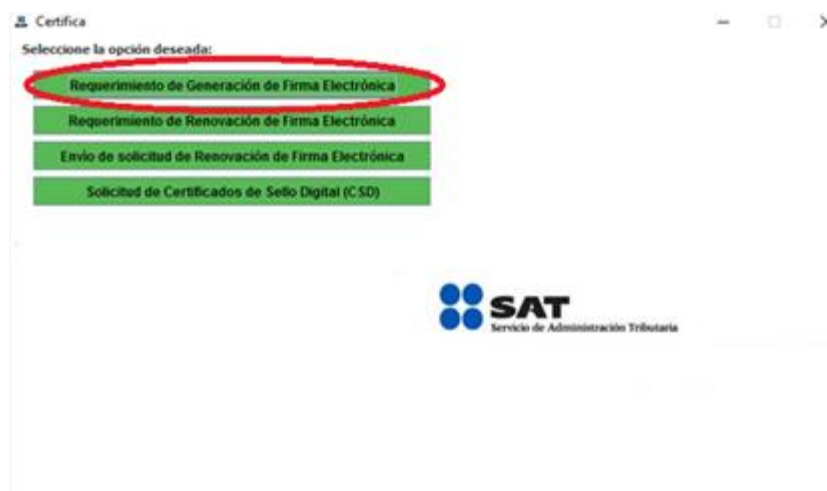 Certifica
Seleccione la opción deseada:
Requerimiento de Generación de Firma Electrónica
Requerimiento de Renovación de Firma Electrónica
Envío de solicitud de Renovación de Firma Electrónica
Solicitud de Certificados de Sello Digital (CSD)
SAT
Servicio de Administración Tributaria